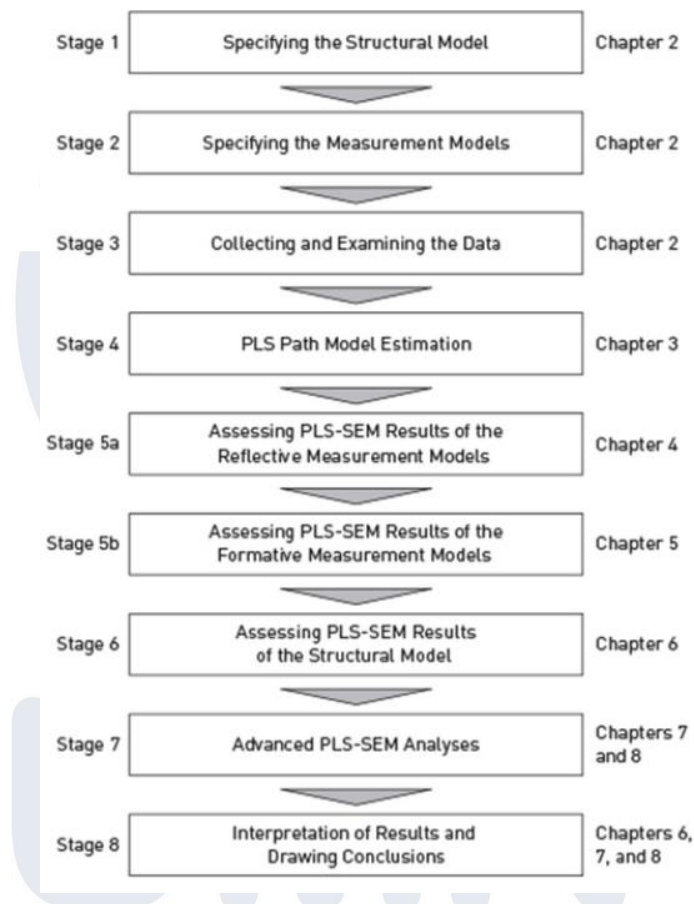 Stage 1
Specifying the Structural Model
Chapter 2
Stage 2
Specifying the Measurement Models
Chapter 2
Stage 3
Collecting and Examining the Data
Chapter 2
Stage 4
PLS Path Model Estimation
Chapter 3
Stage 5a
Assessing PLS-SEM Results of the
Reflective Measurement Models
Chapter 4
Stage 5b
Assessing PLS-SEM Results of the
Formative Measurement Models
Chapter 5
Stage 6
Assessing PLS-SEM Results
of the Structural Model
Chapter 6
Stage 7
Advanced PLS-SEM Analyses
Chapters 7
and 8
Stage 8
Interpretation of Results and
Drawing Conclusions
Chapters 6,
7, and 8